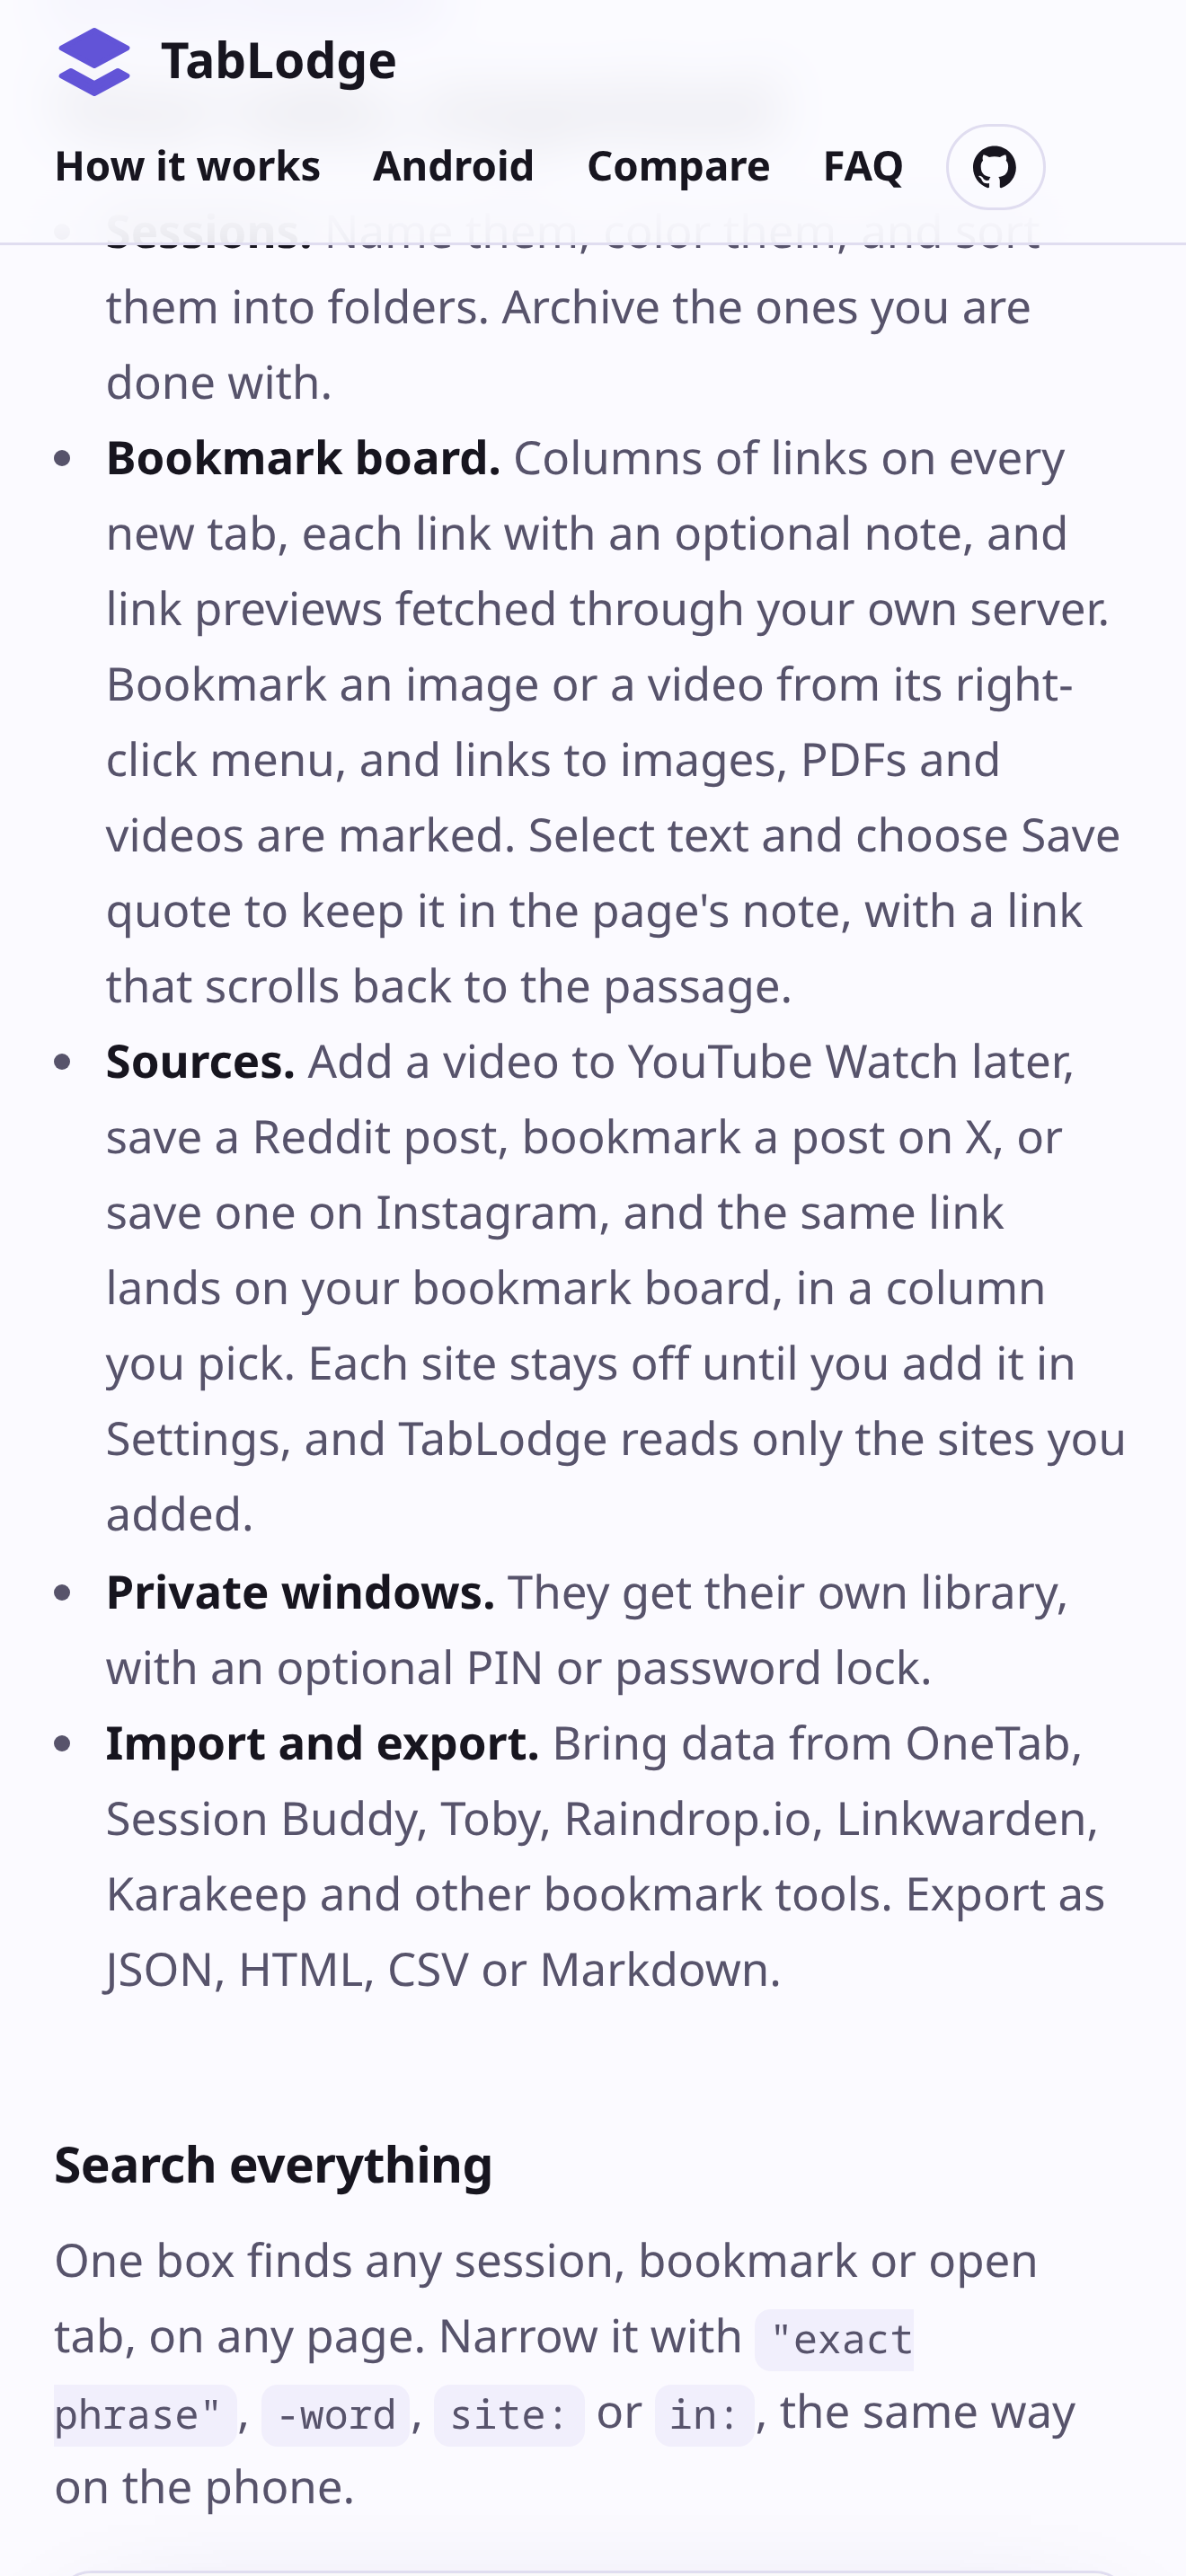 TabLodge
How it works Android Compare FAQ
Sessions. Name them, color them, and sort
them into folders. Archive the ones you are
done with.
Bookmark board. Columns of links on every
new tab, each link with an optional note, and
link previews fetched through your own server.
Bookmark an image or a video from its right-
click menu, and links to images, PDFs and
videos are marked. Select text and choose Save
quote to keep it in the page's note, with a link
that scrolls back to the passage.
Sources. Add a video to YouTube Watch later,
save a Reddit post, bookmark a post on X, or
save one on Instagram, and the same link
lands on your bookmark board, in a column
you pick. Each site stays off until you add it in
Settings, and TabLodge reads only the sites you
added.
Private windows. They get their own library,
with an optional PIN or password lock.
Import and export. Bring data from OneTab,
Session Buddy, Toby, Raindrop.io, Linkwarden,
Karakeep and other bookmark tools. Export as
JSON, HTML, CSV or Markdown.
Search everything
One box finds any session, bookmark or open
tab, on any page. Narrow it with "exact
phrase", -word, site: or in:, the same way
on the phone.